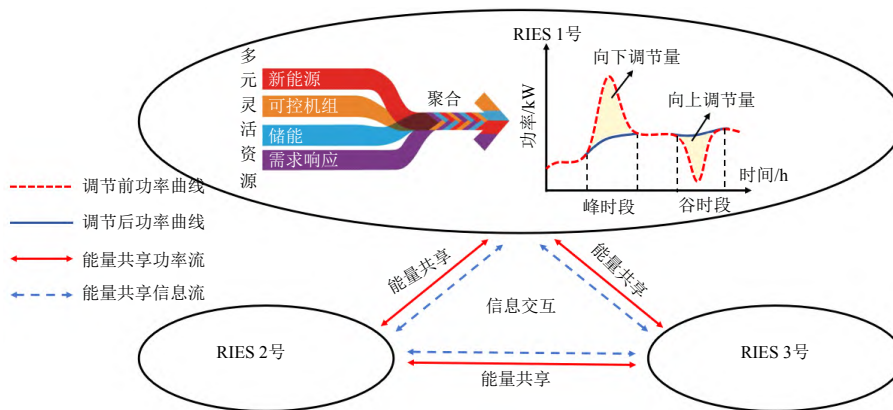 多元灵活资源
新能源
可控机组
储能
需求响应
聚合
RIES 1号
功率/kW
向下调节量
向上调节量
时间/h
峰时段
谷时段
调节前功率曲线
调节后功率曲线
能量共享功率流
能量共享信息流
能量共享
能量共享
信息交互
RIES 2号
RIES 3号
能量共享